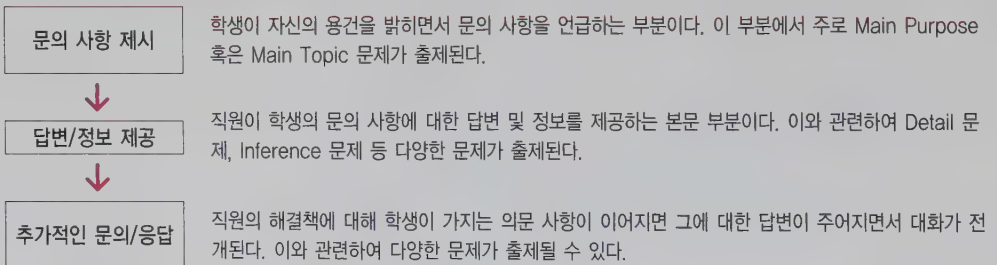 문의 사항 제시
학생이 자신의 용건을 밝히면서 문의 사항을 언급하는 부분이다. 이 부분에서 주로 Main Purpose
혹은 Main Topic 문제가 출제된다.
답변/정보 제공
직원이 학생의 문의 사항에 대한 답변 및 정보를 제공하는 본문 부분이다. 이와 관련하여 Detail 문
제, Inference 문제 등 다양한 문제가 출제된다.
추가적인 문의/응답
직원의 해결책에 대해 학생이 가지는 의문 사항이 이어지면 그에 대한 답변이 주어지면서 대화가 전
개된다. 이와 관련하여 다양한 문제가 출제될 수 있다.